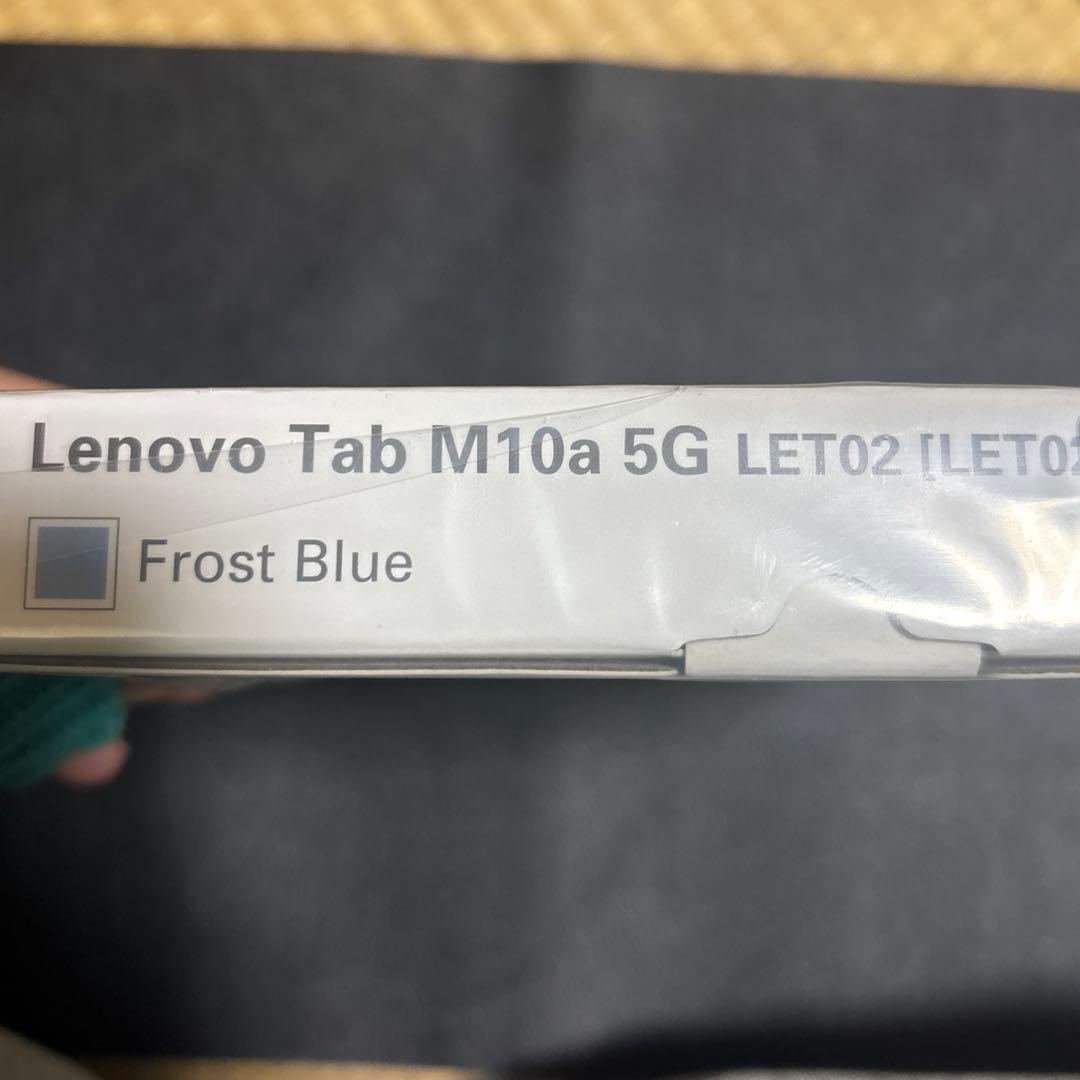 Lenovo Tab M10a 5G LET02 [LET02
Frost Blue